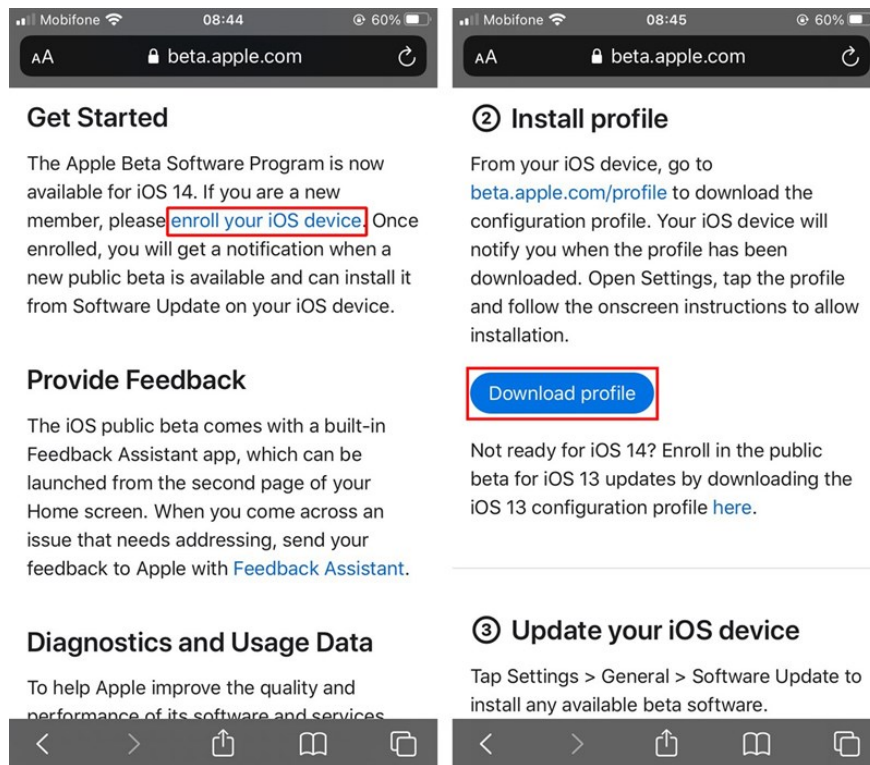 Mobifone 08:44 60%
AA beta.apple.com
Get Started
The Apple Beta Software Program is now
available for iOS 14. If you are a new
member, please enroll your iOS device. Once
enrolled, you will get a notification when a
new public beta is available and can install it
from Software Update on your iOS device.
Provide Feedback
The iOS public beta comes with a built-in
Feedback Assistant app, which can be
launched from the second page of your
Home screen. When you come across an
issue that needs addressing, send your
feedback to Apple with Feedback Assistant.
Diagnostics and Usage Data
To help Apple improve the quality and
performance of its software and services
Mobifone 08:45 60%
AA beta.apple.com
2 Install profile
From your iOS device, go to
beta.apple.com/profile to download the
configuration profile. Your iOS device will
notify you when the profile has been
downloaded. Open Settings, tap the profile
and follow the onscreen instructions to allow
installation.
Download profile
Not ready for iOS 14? Enroll in the public
beta for iOS 13 updates by downloading the
iOS 13 configuration profile here.
3 Update your iOS device
Tap Settings > General > Software Update to
install any available beta software.